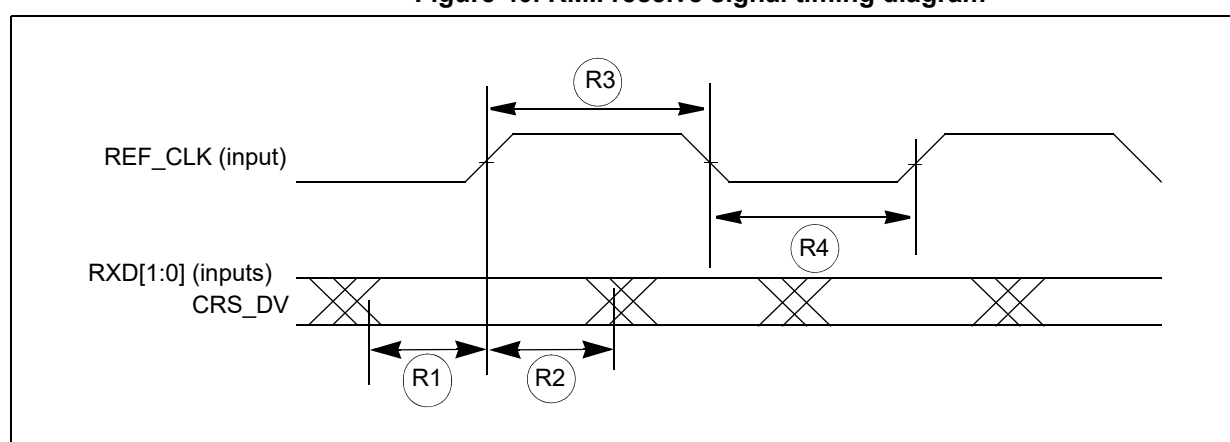 R3
REF_CLK (input)
R4
RXD[1:0] (inputs)
CRS_DV
R1
R2